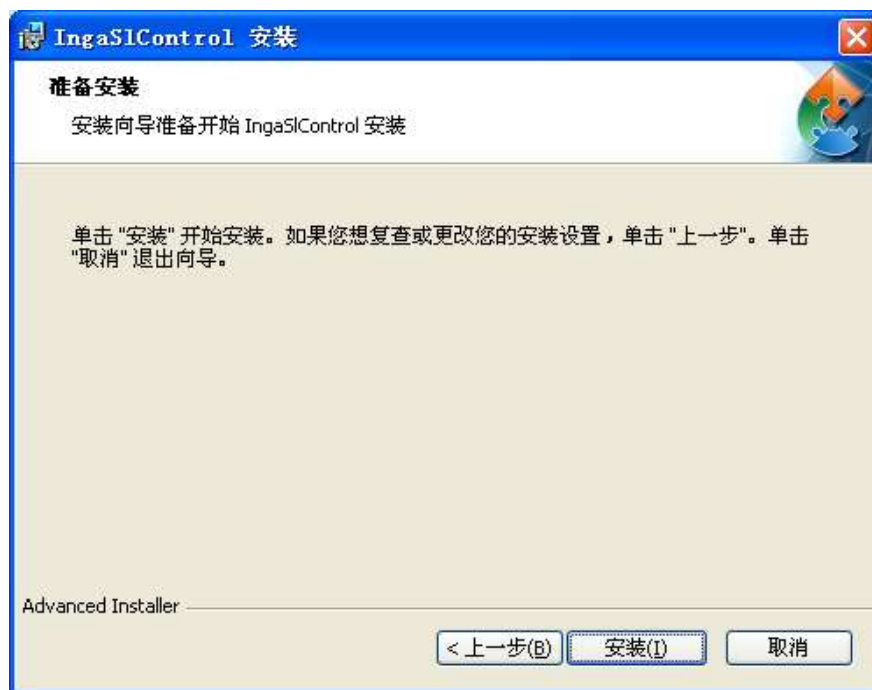 IngaSlControl 安装
准备安装
安装向导准备开始 IngaSlControl 安装
单击 "安装" 开始安装。如果您想复查或更改您的安装设置，单击 "上一步"。单击
"取消" 退出向导。
Advanced Installer
< 上一步(B) 安装(I) 取消